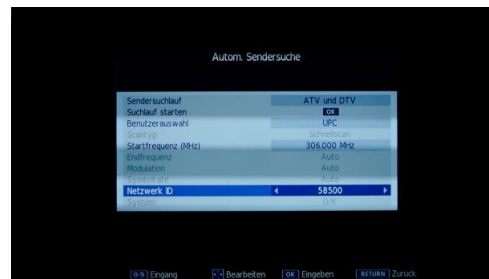 Autom. Sendersuche
Sendersuchlauf ATV und DTV
Suchlauf starten OK
Benutzerauswahl UPC
Scantyp Schnellscan
Startfrequenz (MHz) 306.000 MHz
Endfrequenz Auto
Modulation Auto
Symbolrate Auto
Netzwerk ID 58500
System D/K
0-9 Eingang Bearbeiten OK Eingeben RETURN Zurück